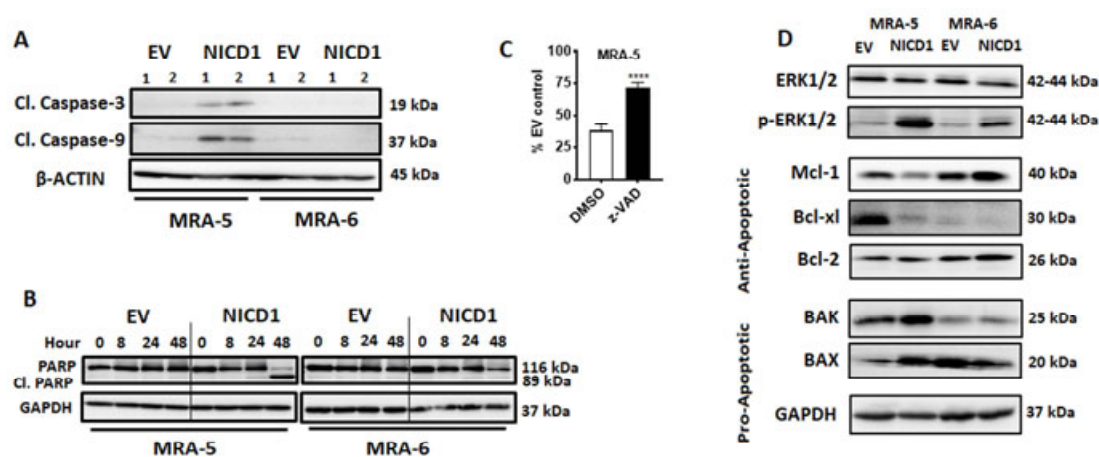 A
EV NICD1 EV NICD1
1 2 1 2 1 2 1 2
Cl. Caspase-3 19 kDa
Cl. Caspase-9 37 kDa
β-ACTIN 45 kDa
MRA-5 MRA-6
B
EV NICD1 EV NICD1
Hour 0 8 24 48 0 8 24 48 0 8 24 48 0 8 24 48
PARP 116 kDa
Cl. PARP 89 kDa
GAPDH 37 kDa
MRA-5 MRA-6
C
MRA-5
% EV control
100
75
50
25
0
****
DMSO
z-VAD
D
MRA-5 MRA-6
EV NICD1 EV NICD1
ERK1/2 42-44 kDa
p-ERK1/2 42-44 kDa
Anti-Apoptotic
Mcl-1 40 kDa
Bcl-xl 30 kDa
Bcl-2 26 kDa
Pro-Apoptotic
BAK 25 kDa
BAX 20 kDa
GAPDH 37 kDa